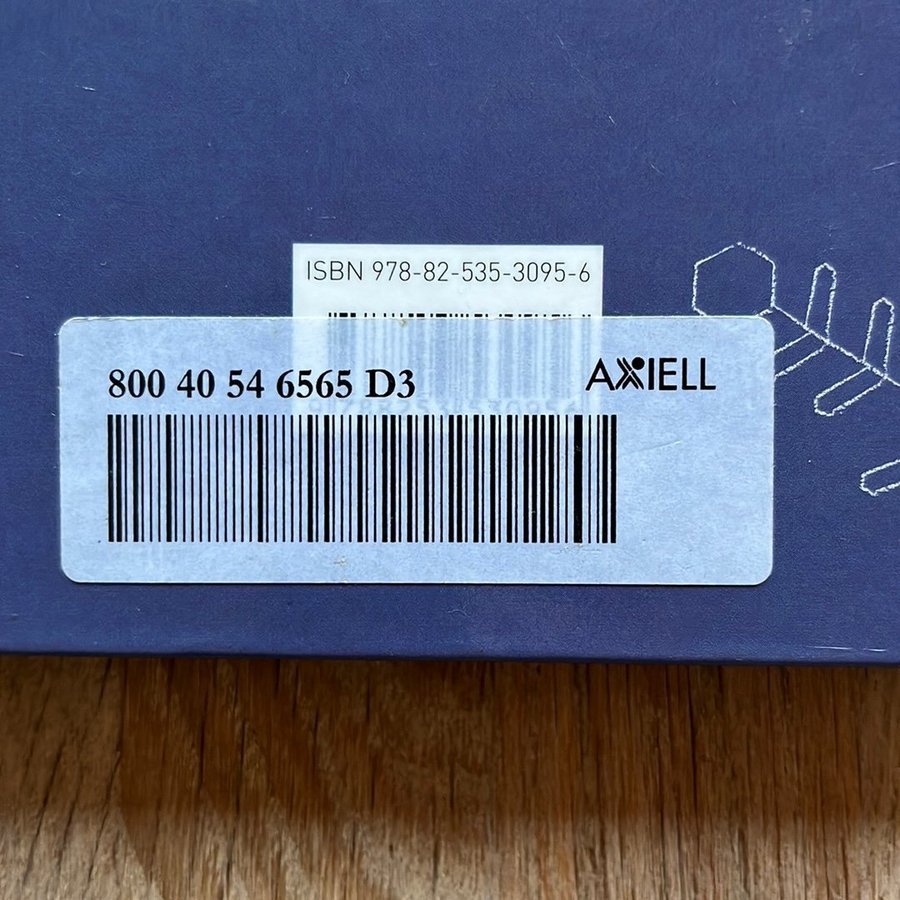 ISBN 978-82-535-3095-6
800 40 54 6565 D3
AXIELL